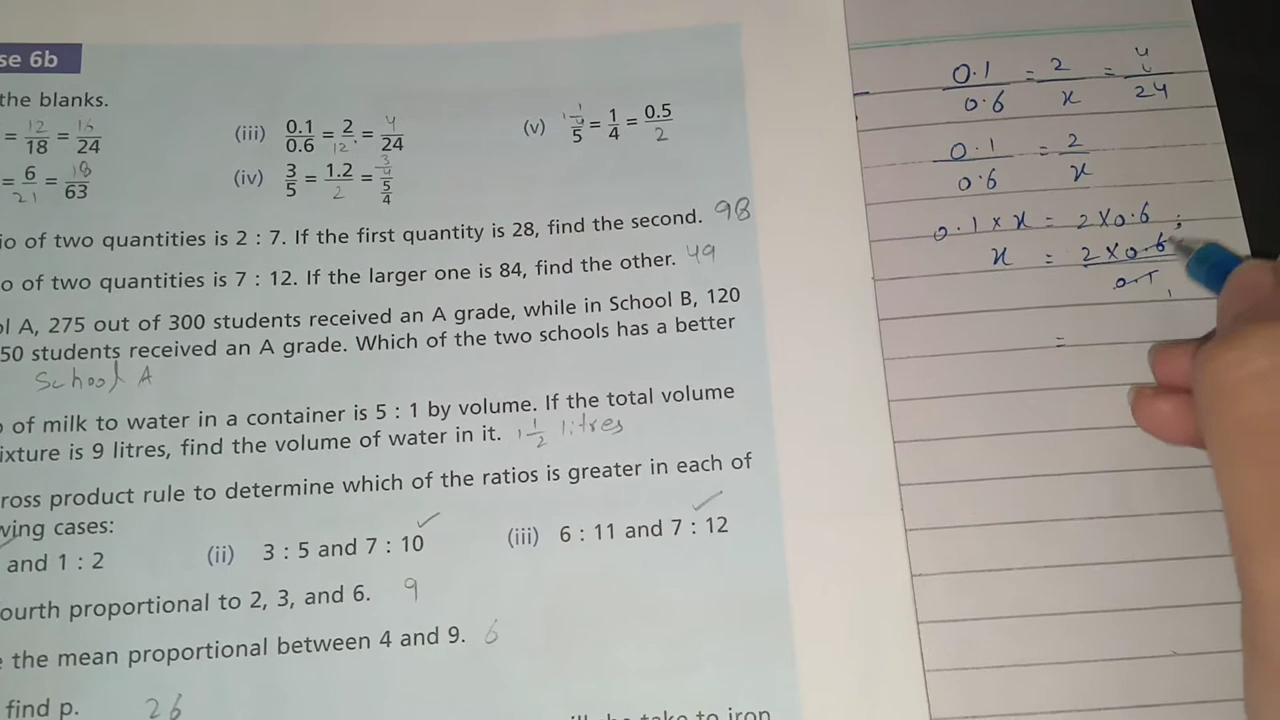 se 6b
the blanks.
= 12/18 = 16/24
(iii) 0.1/0.6 = 2/12 = 4/24
(v) /5 = 1/4 = 0.5/2
= 6/21 = 18/63
(iv) 3/5 = 1.2/2 = 3/4/5/4
io of two quantities is 2 : 7. If the first quantity is 28, find the second. 98
o of two quantities is 7 : 12. If the larger one is 84, find the other. 49
ol A, 275 out of 300 students received an A grade, while in School B, 120
50 students received an A grade. Which of the two schools has a better
School A
o of milk to water in a container is 5 : 1 by volume. If the total volume
ixture is 9 litres, find the volume of water in it. 1 1/2 litres
ross product rule to determine which of the ratios is greater in each of
wing cases:
and 1 : 2
(ii) 3 : 5 and 7 : 10 ✓
(iii) 6 : 11 and 7 : 12 ✓
ourth proportional to 2, 3, and 6. 9
e the mean proportional between 4 and 9. 6
find p. 26
0.1/0.6 = 2/x = 4/24
0.1/0.6 = 2/x
0.1 × x = 2 × 0.6 ;
x = 2 × 0.6/0.1
=